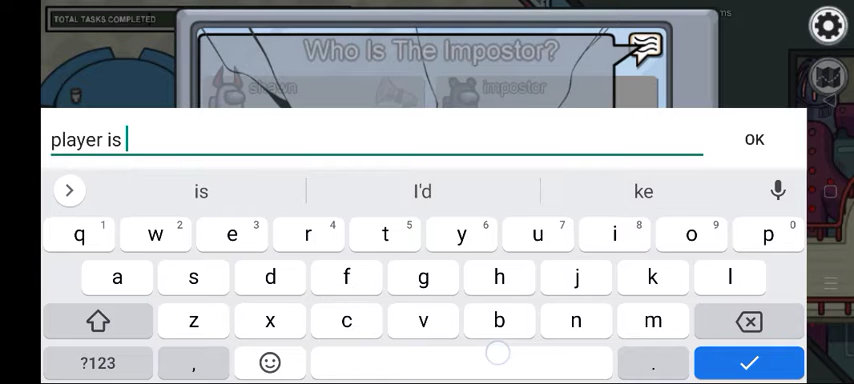 TOTAL TASKS COMPLETED
ms
Who Is The Impostor?
shawn impostor
player is
OK
is I'd ke
q 1 w 2 e 3 r 4 t 5 y 6 u 7 i 8 o 9 p 0
a s d f g h j k l
z x c v b n m
?123 , .